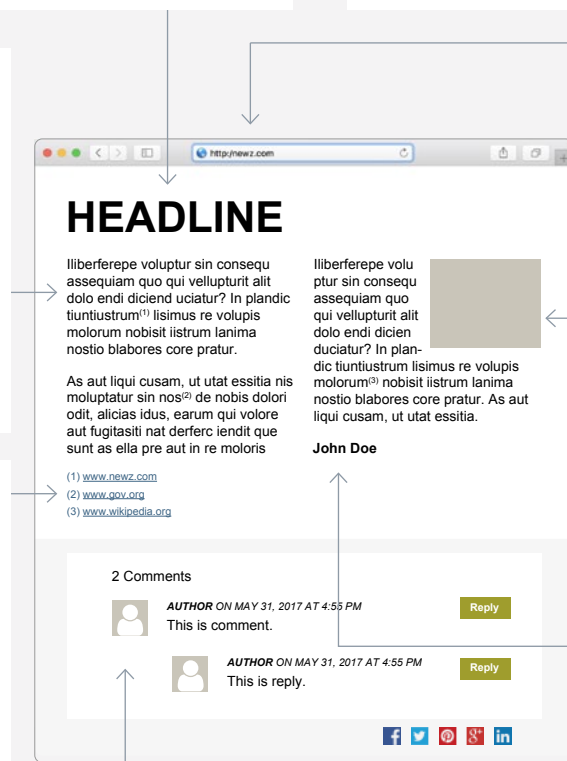 http:/newz.com
HEADLINE
Iliberferepe voluptur sin consequ
assequiam quo qui vellupturit alit
dolo endi diciend uciatur? In plandic
tiuntiustrum(1) lisimus re volupis
molorum nobisit iistrum lanima
nostio blabores core pratur.
As aut liqui cusam, ut utat essitia nis
moluptatur sin nos(2) de nobis dolori
odit, alicias idus, earum qui volore
aut fugitasiti nat derferc iendit que
sunt as ella pre aut in re moloris
(1) www.newz.com
(2) www.gov.org
(3) www.wikipedia.org
Iliberferepe volu
ptur sin consequ
assequiam quo
qui vellupturit alit
dolo endi dicien
duciatur? In plan-
dic tiuntiustrum lisimus re volupis
molorum(3) nobisit iistrum lanima
nostio blabores core pratur. As aut
liqui cusam, ut utat essitia.
John Doe
2 Comments
AUTHOR ON MAY 31, 2017 AT 4:55 PM
Reply
This is comment.
AUTHOR ON MAY 31, 2017 AT 4:55 PM
Reply
This is reply.